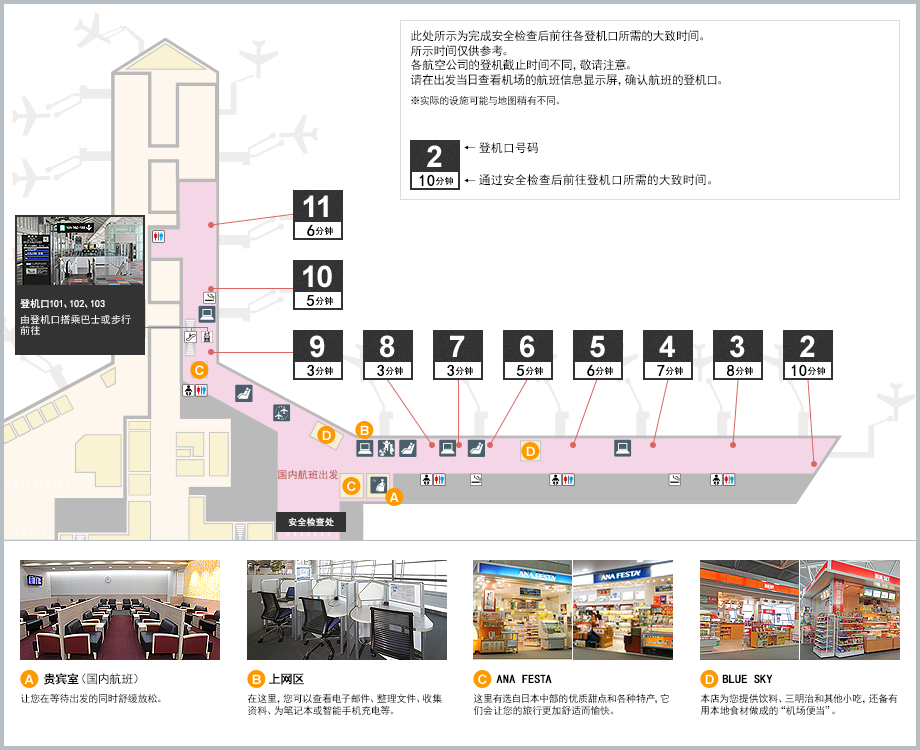 此处所示为完成安全检查后前往各登机口所需的大致时间。
所示时间仅供参考。
各航空公司的登机截止时间不同，敬请注意。
请在出发当日查看机场的航班信息显示屏，确认航班的登机口。
※实际的设施可能与地图稍有不同。
2
←登机口号码
10分钟
←通过安全检查后前往登机口所需的大致时间。
11
6分钟
10
5分钟
登机口101、102、103
由登机口搭乘巴士或步行
前往
9
3分钟
8
3分钟
7
3分钟
6
5分钟
5
6分钟
4
7分钟
3
8分钟
2
10分钟
C
D
B
D
国内航班出发
C
A
安全检查处
ANA FESTA
ANA FESTA
BLUE SKY
A 贵宾室（国内航班）
让您在等待出发的同时舒缓放松。
B 上网区
在这里，您可以查看电子邮件、整理文件、收集
资料、为笔记本或智能手机充电等。
C ANA FESTA
这里有选自日本中部的优质甜点和各种特产，它
们会让您的旅行更加舒适而愉快。
D BLUE SKY
本店为您提供饮料、三明治和其他小吃，还备有
用本地食材做成的“机场便当”。